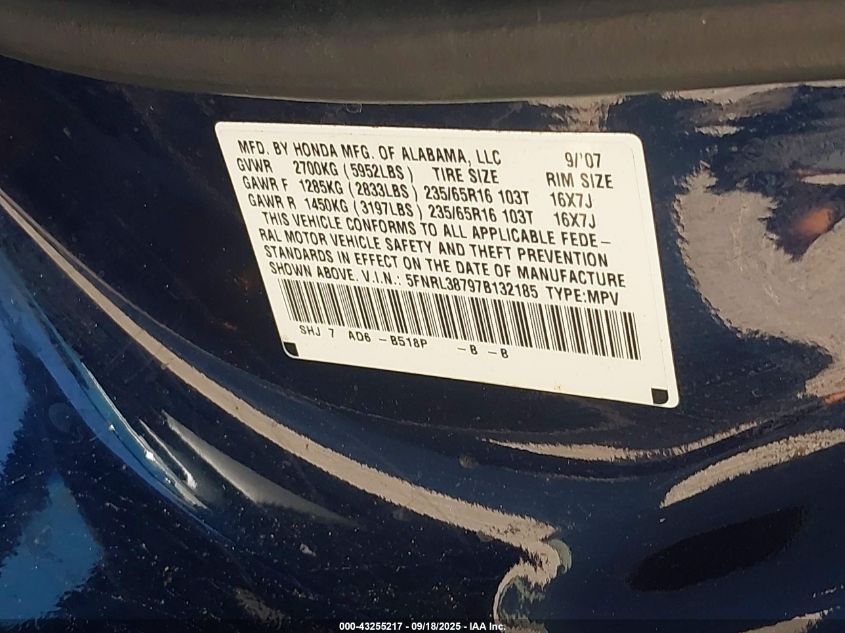 MFD. BY HONDA MFG. OF ALABAMA, LLC 9/'07
GVWR 2700KG (5952LBS) TIRE SIZE RIM SIZE
GAWR F 1285KG (2833LBS) 235/65R16 103T 16X7J
GAWR R 1450KG (3197LBS) 235/65R16 103T 16X7J
THIS VEHICLE CONFORMS TO ALL APPLICABLE FEDE-
RAL MOTOR VEHICLE SAFETY AND THEFT PREVENTION
STANDARDS IN EFFECT ON THE DATE OF MANUFACTURE
SHOWN ABOVE. V.I.N.: 5FNRL38797B132185 TYPE:MPV
SHJ 7 AD6 -B518P -B -B
000-43255217 - 09/18/2025 - IAA Inc.